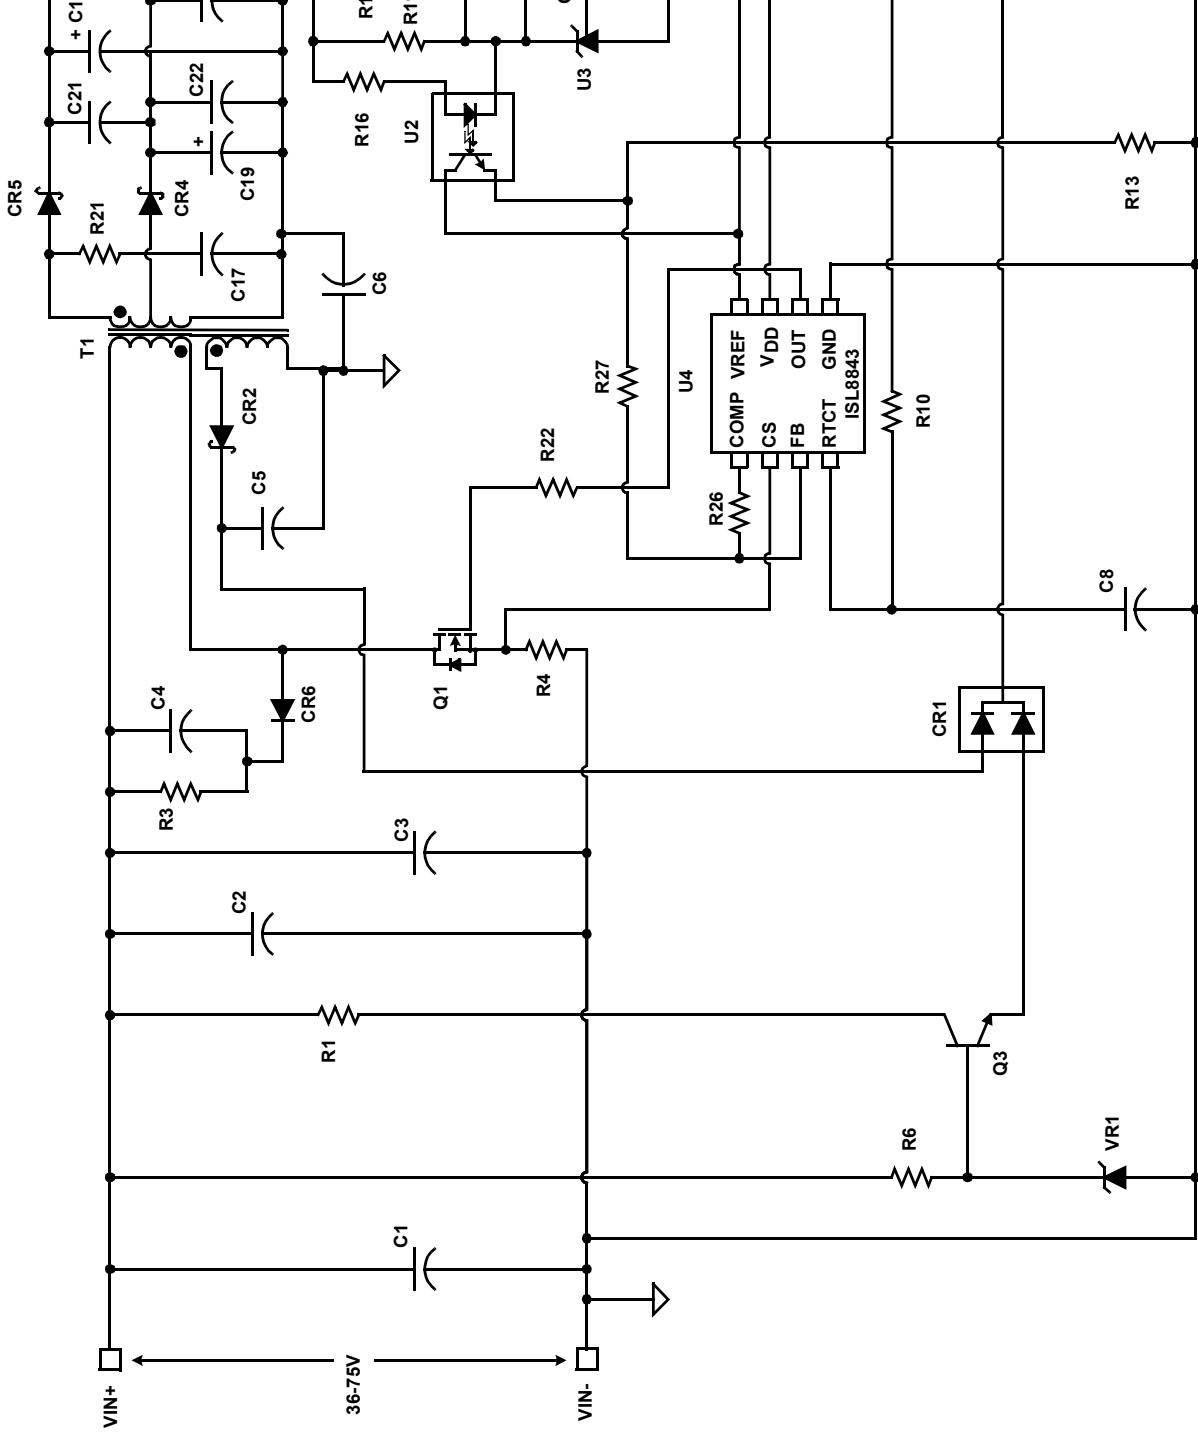 CR5
C21
+
T1
R21
VIN+
R3
C4
CR4
C22
+
C2
C17
C19
CR2
C5
CR6
R1
36-75V
R16
C6
C1
C3
U2
Q1
R4
R22
VIN-
U3
R27
U4
R26
COMP VREF
CS VDD
FB OUT
RTCT GND
ISL8843
R6
R10
CR1
Q3
C8
VR1
R13